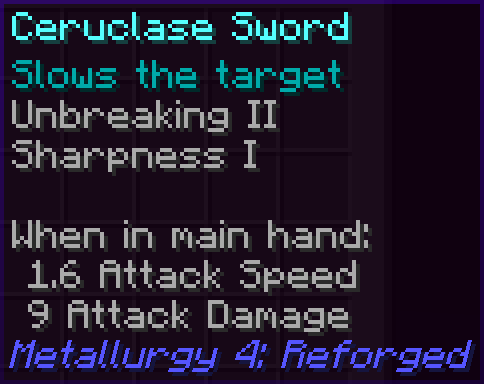 Ceruclase Sword
Slows the target
Unbreaking II
Sharpness I
When in main hand:
1.6 Attack Speed
9 Attack Damage
Metallurgy 4: Reforged